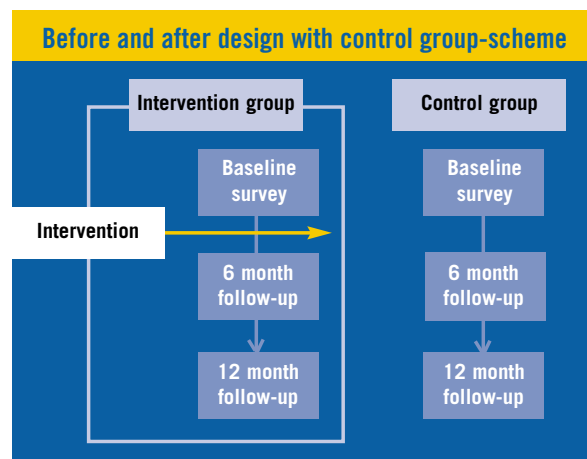 Before and after design with control group-scheme
Intervention group
Control group
Baseline
survey
Baseline
survey
Intervention
6 month
follow-up
6 month
follow-up
12 month
follow-up
12 month
follow-up